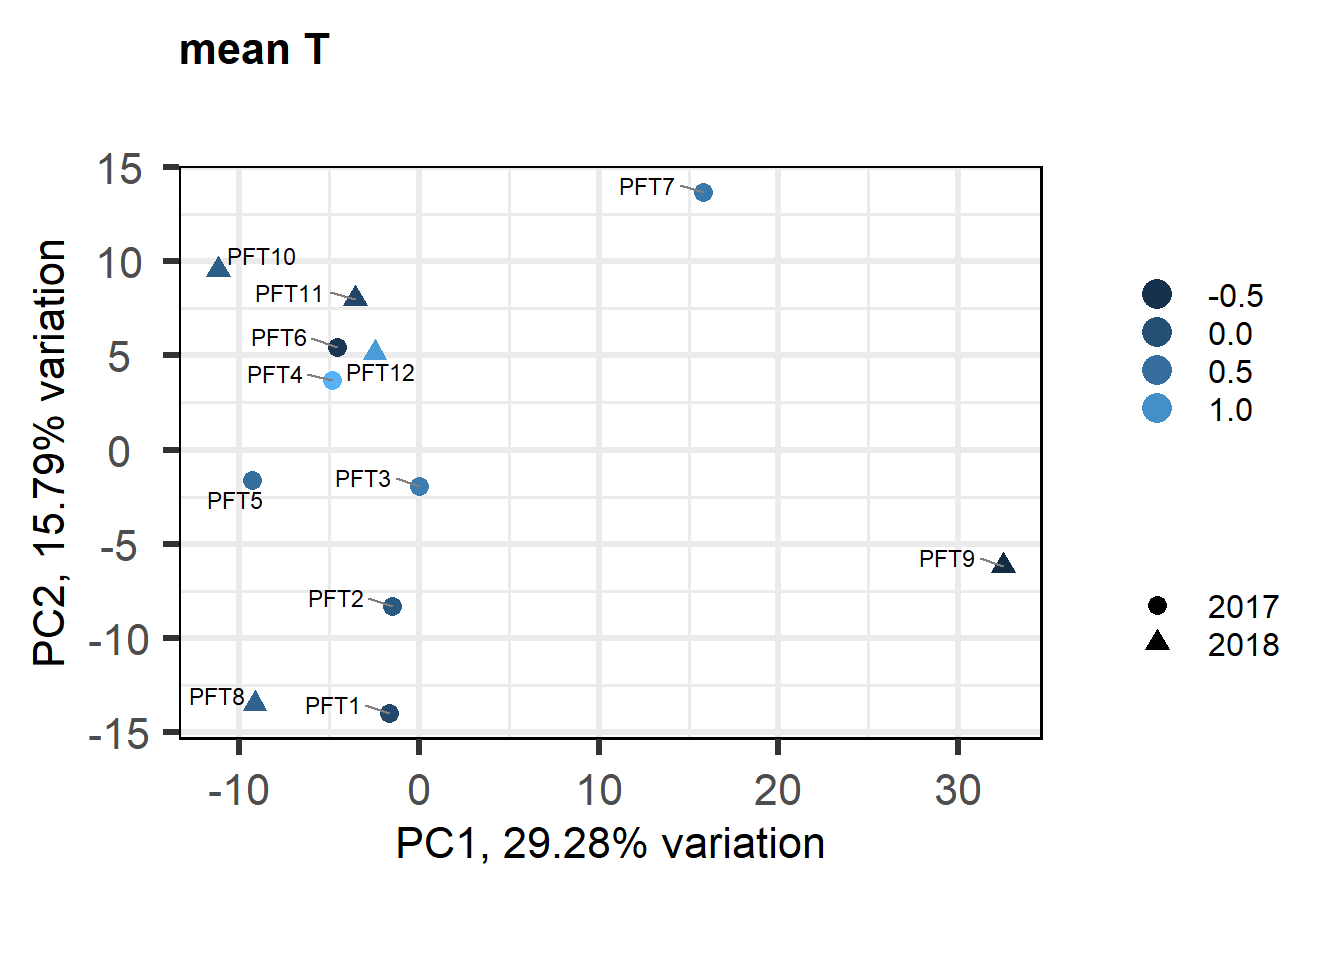 mean T
15
10
5
0
-5
-10
-15
PC2, 15.79% variation
PFT7
PFT10
PFT11
PFT6
PFT4
PFT12
PFT3
PFT5
PFT9
PFT2
PFT8
PFT1
-10 0 10 20 30
PC1, 29.28% variation
-0.5
0.0
0.5
1.0
2017
2018